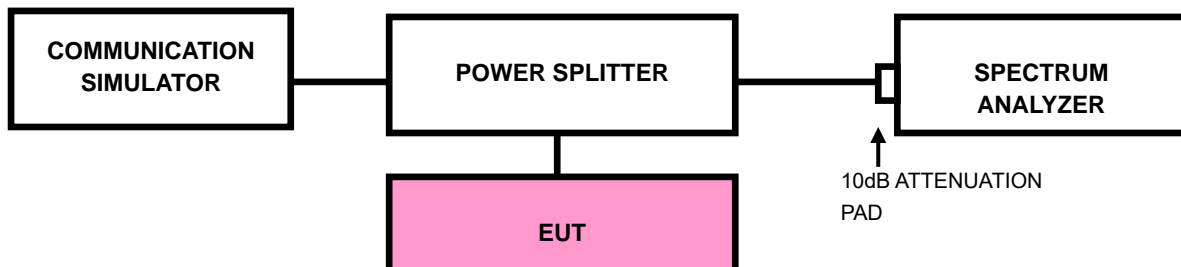 COMMUNICATION
SIMULATOR
POWER SPLITTER
SPECTRUM
ANALYZER
10dB ATTENUATION
PAD
EUT